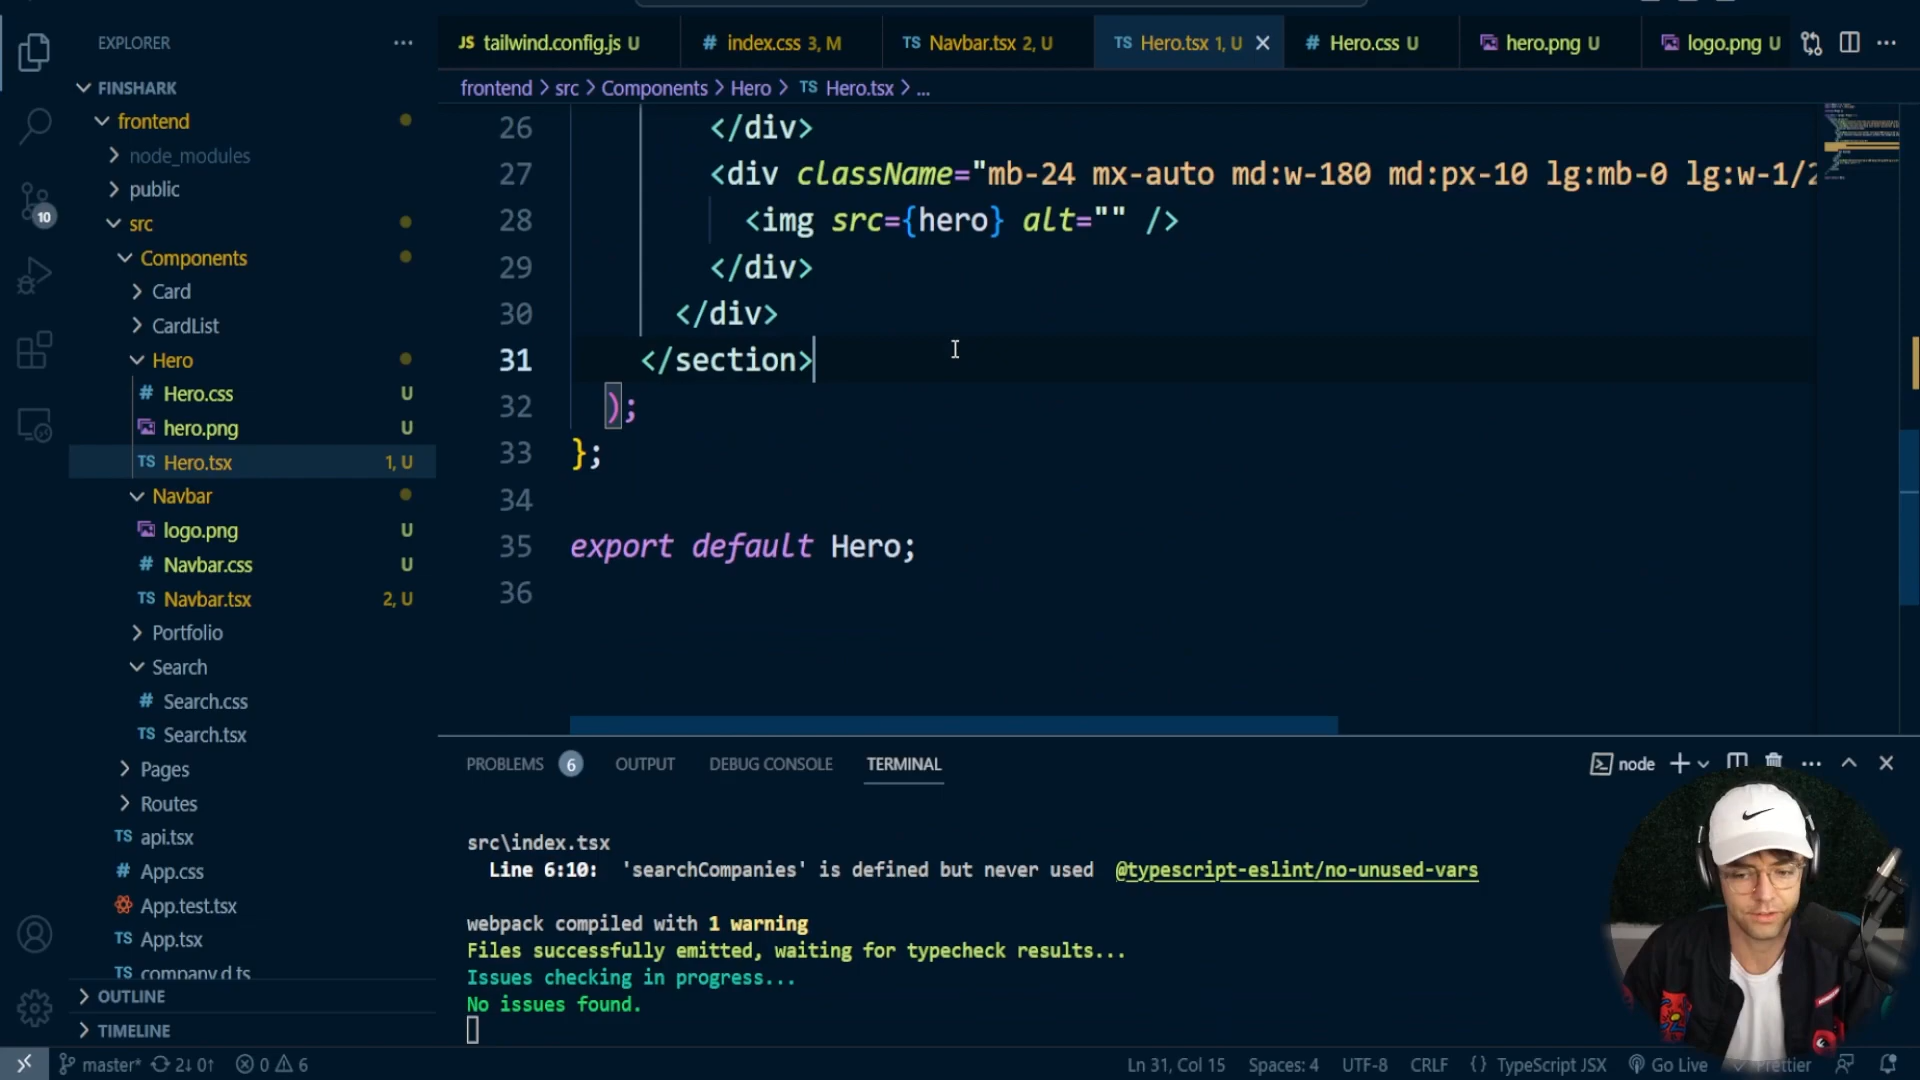 EXPLORER
FINSHARK
frontend
node_modules
public
src
Components
Card
CardList
Hero
Hero.css U
hero.png U
Hero.tsx 1, U
Navbar
logo.png U
Navbar.css U
Navbar.tsx 2, U
Portfolio
Search
Search.css
Search.tsx
Pages
Routes
api.tsx
App.css
App.test.tsx
App.tsx
company.d.ts
OUTLINE
TIMELINE
10
JS tailwind.config.js U
# index.css 3, M
TS Navbar.tsx 2, U
TS Hero.tsx 1, U
# Hero.css U
hero.png U
logo.png U
frontend > src > Components > Hero > TS Hero.tsx > ...
26 </div>
27 <div className="mb-24 mx-auto md:w-180 md:px-10 lg:mb-0 lg:w-1/2
28 <img src={hero} alt="" />
29 </div>
30 </div>
31 </section>
32 );
33 };
34
35 export default Hero;
36
PROBLEMS 6 OUTPUT DEBUG CONSOLE TERMINAL
node
src\index.tsx
Line 6:10: 'searchCompanies' is defined but never used @typescript-eslint/no-unused-vars
webpack compiled with 1 warning
Files successfully emitted, waiting for typecheck results...
Issues checking in progress...
No issues found.
master* 2↓ 0↑ 0 6
Ln 31, Col 15 Spaces: 4 UTF-8 CRLF {} TypeScript JSX Go Live Prettier